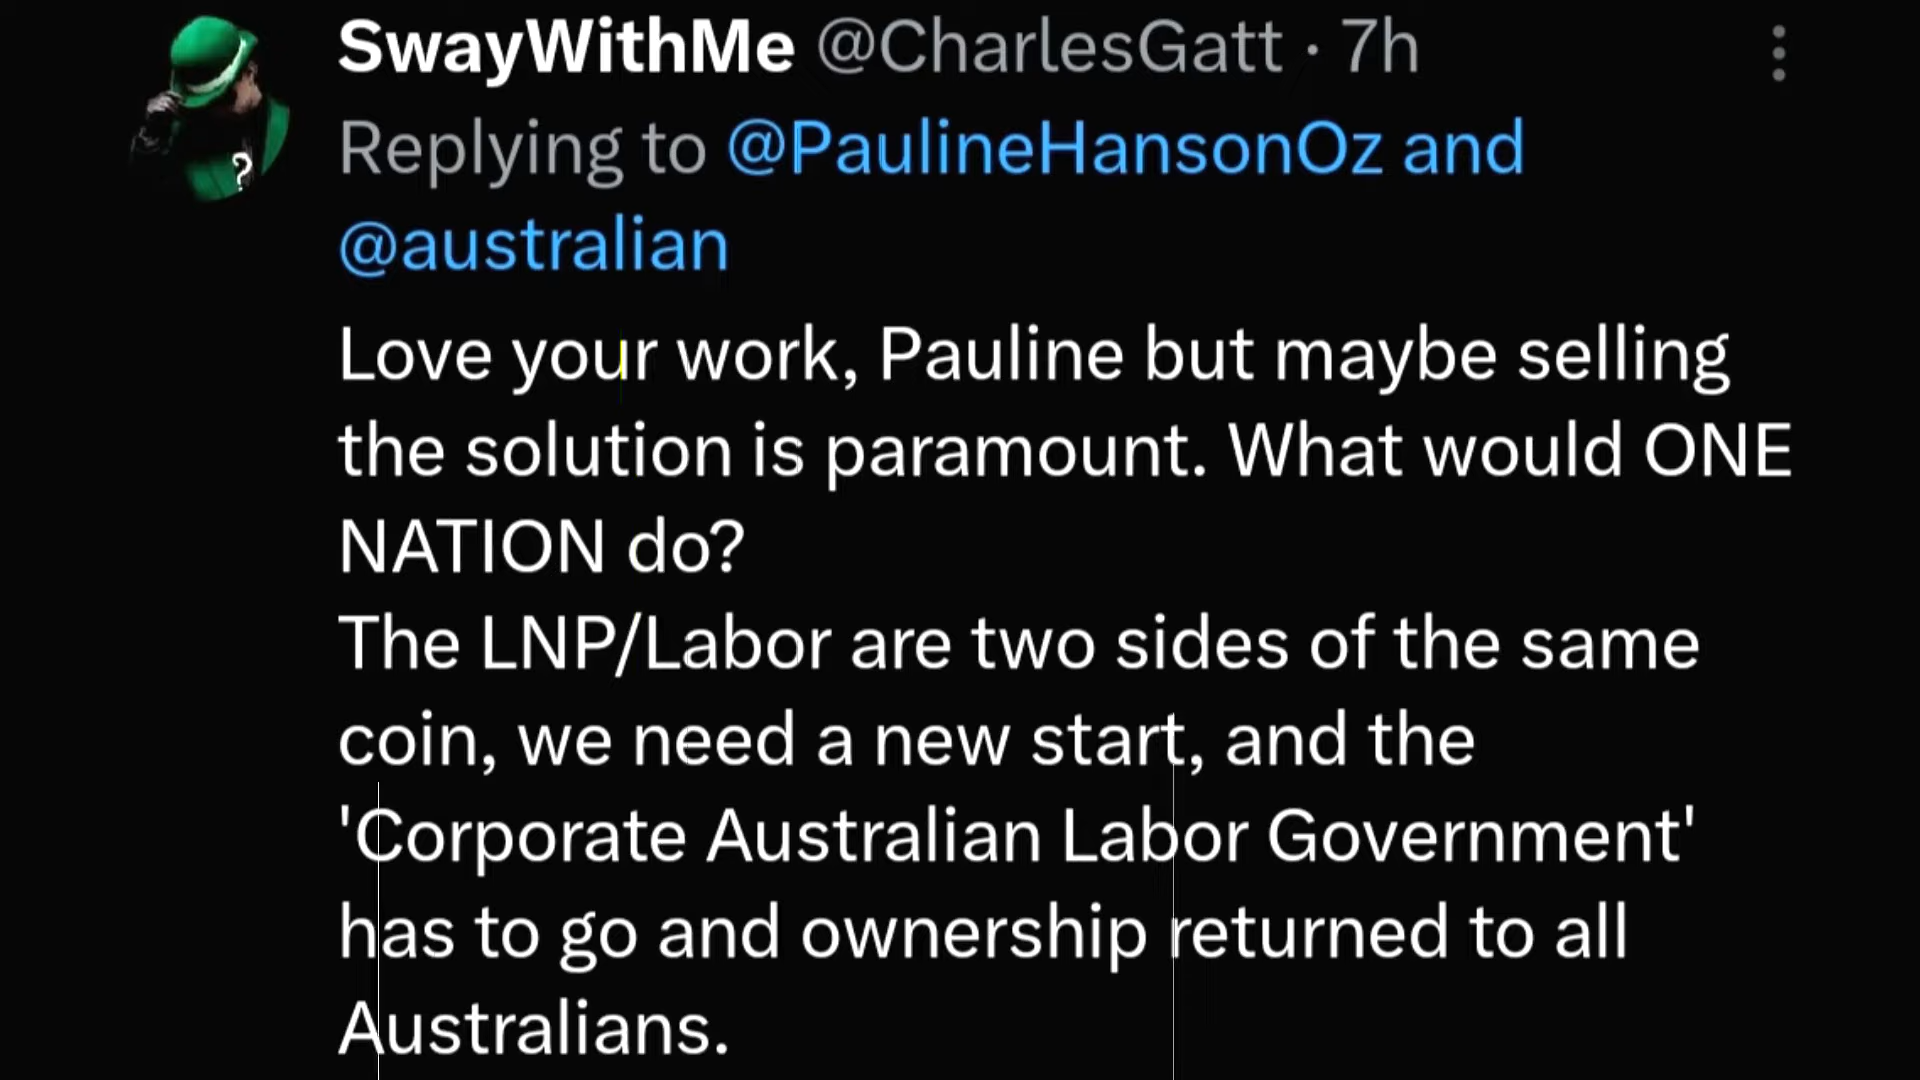 SwayWithMe @CharlesGatt · 7h
Replying to @PaulineHansonOz and
@australian
Love your work, Pauline but maybe selling
the solution is paramount. What would ONE
NATION do?
The LNP/Labor are two sides of the same
coin, we need a new start, and the
'Corporate Australian Labor Government'
has to go and ownership returned to all
Australians.
?